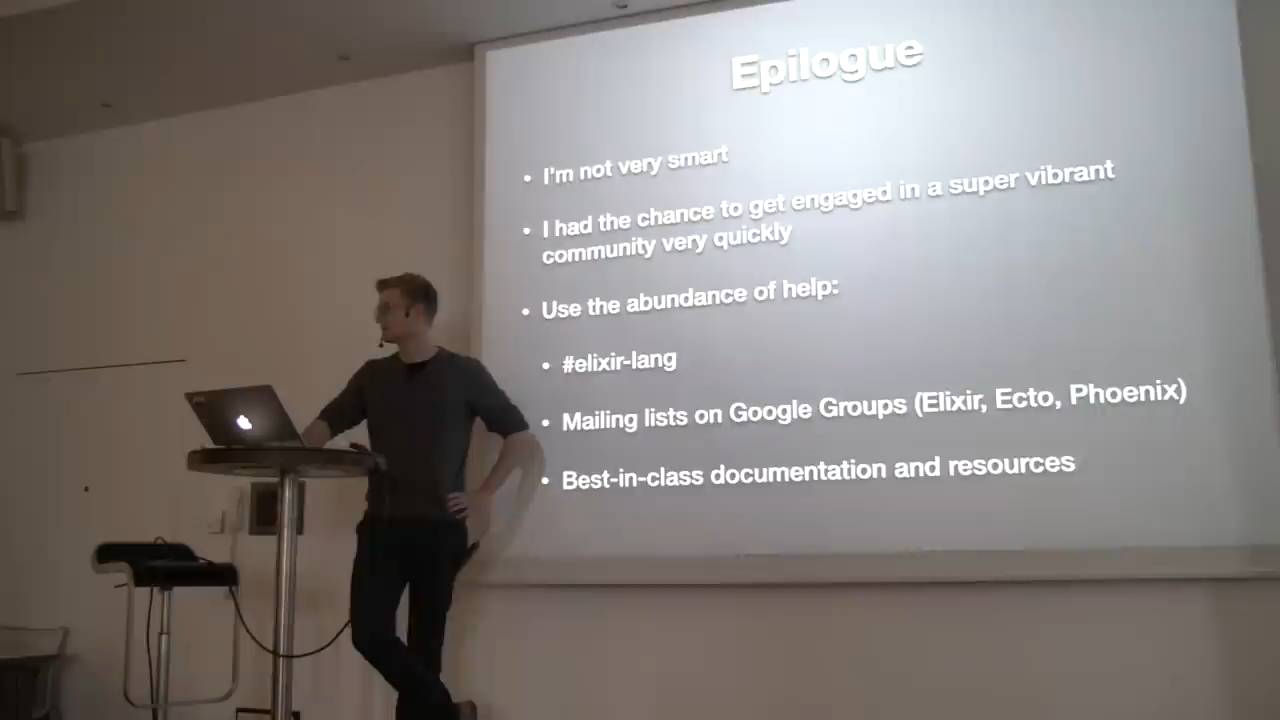 Epilogue
• I'm not very smart
• I had the chance to get engaged in a super vibrant
community very quickly
• Use the abundance of help:
• #elixir-lang
• Mailing lists on Google Groups (Elixir, Ecto, Phoenix)
• Best-in-class documentation and resources